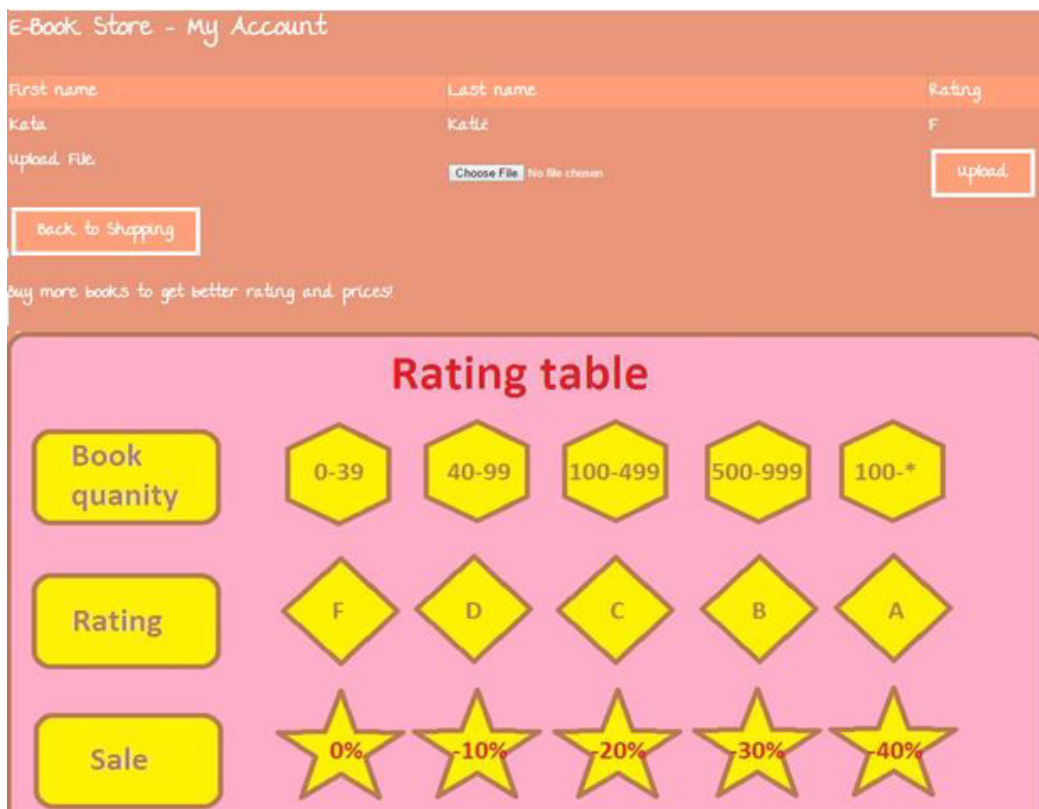 E-Book Store - My Account
First name Last name Rating
Kata Katić F
Upload File
Choose File No file chosen Upload
Back to Shopping
Buy more books to get better rating and prices!
Rating table
Book quanity 0-39 40-99 100-499 500-999 100-*
Rating F D C B A
Sale 0% -10% -20% -30% -40%